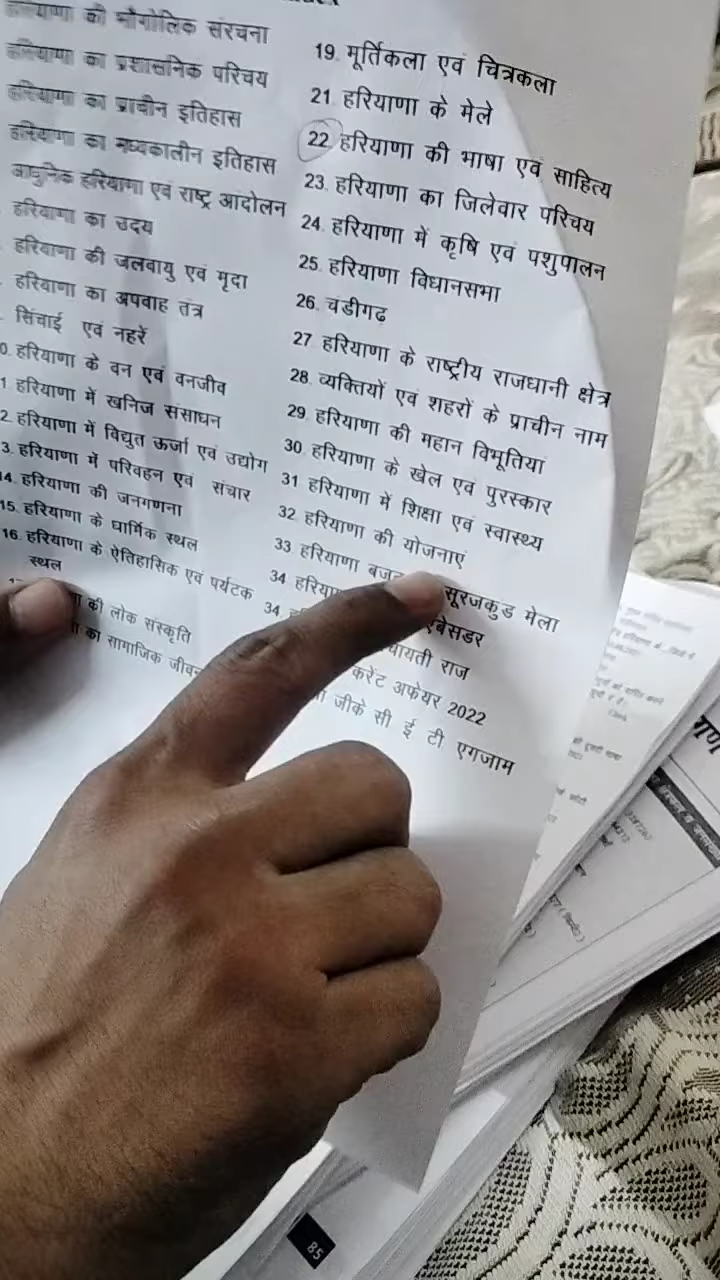 हरियाणा की भौगोलिक संरचना
हरियाणा का प्रशासनिक परिचय
हरियाणा का प्राचीन इतिहास
हरियाणा का मध्यकालीन इतिहास
आधुनिक हरियाणा एवं राष्ट्र आंदोलन
हरियाणा का उदय
हरियाणा की जलवायु एवं मृदा
हरियाणा का अपवाह तंत्र
सिंचाई एवं नहरें
0. हरियाणा के वन एवं वनजीव
1. हरियाणा में खनिज संसाधन
2. हरियाणा में विद्युत ऊर्जा एवं उद्योग
3. हरियाणा में परिवहन एवं संचार
14. हरियाणा की जनगणना
15. हरियाणा के धार्मिक स्थल
16. हरियाणा के ऐतिहासिक एवं पर्यटक
स्थल
की लोक संस्कृति
का सामाजिक जीवन
19. मूर्तिकला एवं चित्रकला
21. हरियाणा के मेले
22. हरियाणा की भाषा एवं साहित्य
23. हरियाणा का जिलेवार परिचय
24. हरियाणा में कृषि एवं पशुपालन
25. हरियाणा विधानसभा
26. चंडीगढ़
27 हरियाणा के राष्ट्रीय राजधानी क्षेत्र
28. व्यक्तियों एवं शहरों के प्राचीन नाम
29. हरियाणा की महान विभूतियां
30. हरियाणा के खेल एवं पुरस्कार
31 हरियाणा में शिक्षा एवं स्वास्थ्य
32 हरियाणा की योजनाएं
33. हरियाणा सूरजकुंड मेला
34.
34.
राज
करेंट अफेयर 2022
जीके सी ई टी एगजाम
85